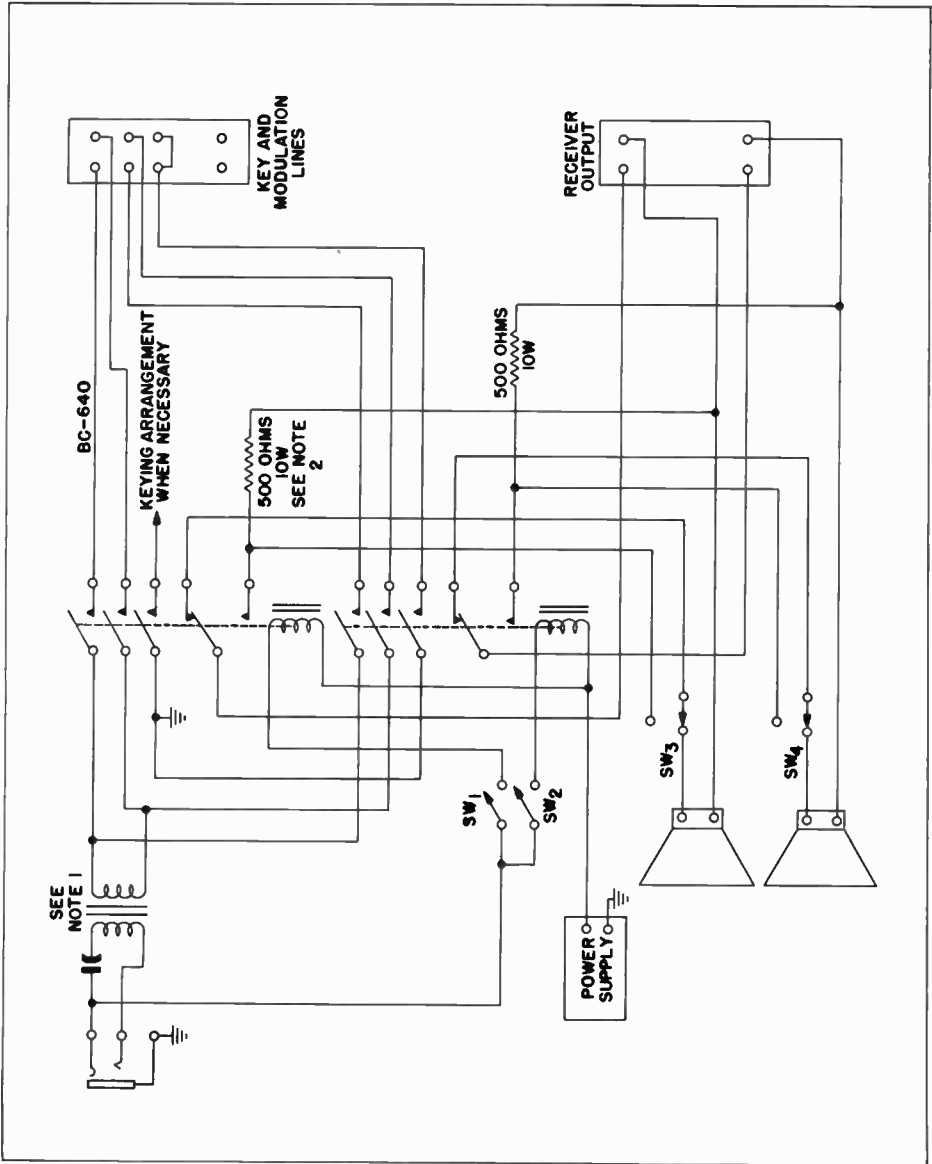 KEY AND
MODULATION
LINES
RECEIVER
OUTPUT
BC-640
KEYING ARRANGEMENT
WHEN NECESSARY
500 OHMS
10W
SEE NOTE
2
500 OHMS
10W
SW1
SW2
SW3
SW4
SEE
NOTE 1
POWER
SUPPLY